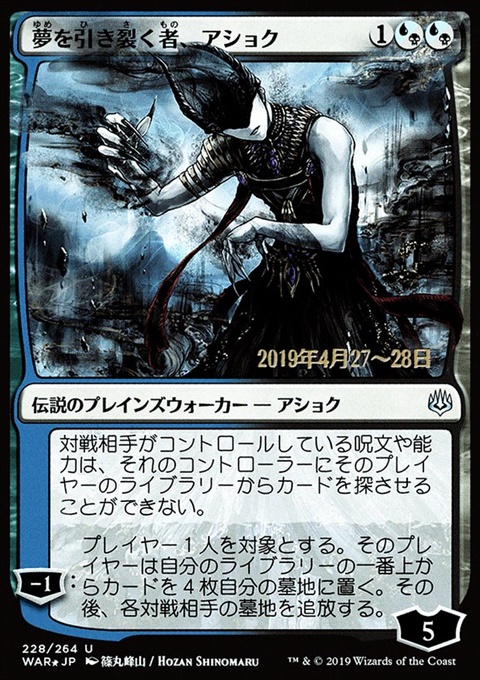 夢を引き裂く者、アショク
ゆめ ひ さ もの
1
2019年4月27～28日
伝説のプレインズウォーカー — アショク
対戦相手がコントロールしている呪文や能
力は、それのコントローラーにそのプレイ
ヤーのライブラリーからカードを探させる
ことができない。
プレイヤー１人を対象とする。そのプレ
イヤーは自分のライブラリーの一番上か
らカードを４枚自分の墓地に置く。その
後、各対戦相手の墓地を追放する。
-1:
5
228/264 U
WAR★JP 篠丸峰山 / HOZAN SHINOMARU
™ & © 2019 Wizards of the Coast